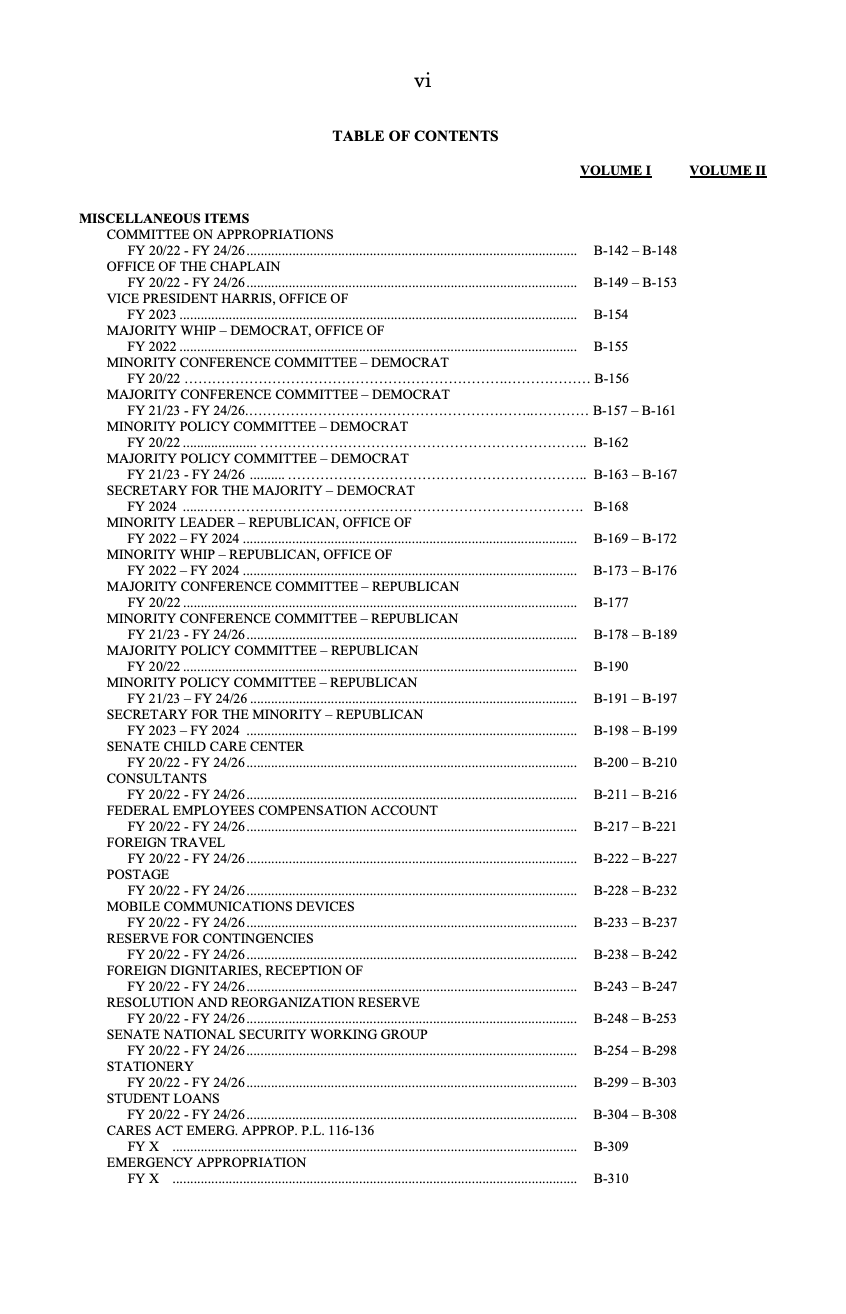 vi
TABLE OF CONTENTS
VOLUME I VOLUME II
MISCELLANEOUS ITEMS
COMMITTEE ON APPROPRIATIONS
FY 20/22 - FY 24/26.......... B-142 – B-148
OFFICE OF THE CHAPLAIN
FY 20/22 - FY 24/26.......... B-149 – B-153
VICE PRESIDENT HARRIS, OFFICE OF
FY 2023 .......... B-154
MAJORITY WHIP – DEMOCRAT, OFFICE OF
FY 2022 .......... B-155
MINORITY CONFERENCE COMMITTEE – DEMOCRAT
FY 20/22 .......... B-156
MAJORITY CONFERENCE COMMITTEE – DEMOCRAT
FY 21/23 - FY 24/26.......... B-157 – B-161
MINORITY POLICY COMMITTEE – DEMOCRAT
FY 20/22 .......... B-162
MAJORITY POLICY COMMITTEE – DEMOCRAT
FY 21/23 - FY 24/26 .......... B-163 – B-167
SECRETARY FOR THE MAJORITY – DEMOCRAT
FY 2024 .......... B-168
MINORITY LEADER – REPUBLICAN, OFFICE OF
FY 2022 – FY 2024 .......... B-169 – B-172
MINORITY WHIP – REPUBLICAN, OFFICE OF
FY 2022 – FY 2024 .......... B-173 – B-176
MAJORITY CONFERENCE COMMITTEE – REPUBLICAN
FY 20/22 .......... B-177
MINORITY CONFERENCE COMMITTEE – REPUBLICAN
FY 21/23 - FY 24/26.......... B-178 – B-189
MAJORITY POLICY COMMITTEE – REPUBLICAN
FY 20/22 .......... B-190
MINORITY POLICY COMMITTEE – REPUBLICAN
FY 21/23 – FY 24/26 .......... B-191 – B-197
SECRETARY FOR THE MINORITY – REPUBLICAN
FY 2023 – FY 2024 .......... B-198 – B-199
SENATE CHILD CARE CENTER
FY 20/22 - FY 24/26.......... B-200 – B-210
CONSULTANTS
FY 20/22 - FY 24/26.......... B-211 – B-216
FEDERAL EMPLOYEES COMPENSATION ACCOUNT
FY 20/22 - FY 24/26.......... B-217 – B-221
FOREIGN TRAVEL
FY 20/22 - FY 24/26.......... B-222 – B-227
POSTAGE
FY 20/22 - FY 24/26.......... B-228 – B-232
MOBILE COMMUNICATIONS DEVICES
FY 20/22 - FY 24/26.......... B-233 – B-237
RESERVE FOR CONTINGENCIES
FY 20/22 - FY 24/26.......... B-238 – B-242
FOREIGN DIGNITARIES, RECEPTION OF
FY 20/22 - FY 24/26.......... B-243 – B-247
RESOLUTION AND REORGANIZATION RESERVE
FY 20/22 - FY 24/26.......... B-248 – B-253
SENATE NATIONAL SECURITY WORKING GROUP
FY 20/22 - FY 24/26.......... B-254 – B-298
STATIONERY
FY 20/22 - FY 24/26.......... B-299 – B-303
STUDENT LOANS
FY 20/22 - FY 24/26.......... B-304 – B-308
CARES ACT EMERG. APPROP. P.L. 116-136
FY X .......... B-309
EMERGENCY APPROPRIATION
FY X .......... B-310